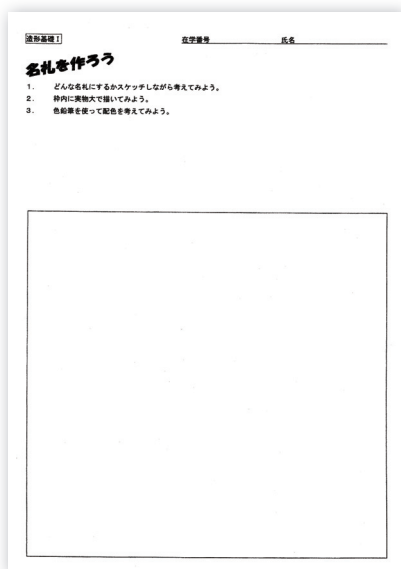 造形基礎Ⅰ 在学番号 氏名
名札を作ろう
1. どんな名札にするかスケッチしながら考えてみよう。
2. 枠内に実物大で描いてみよう。
3. 色鉛筆を使って配色を考えてみよう。